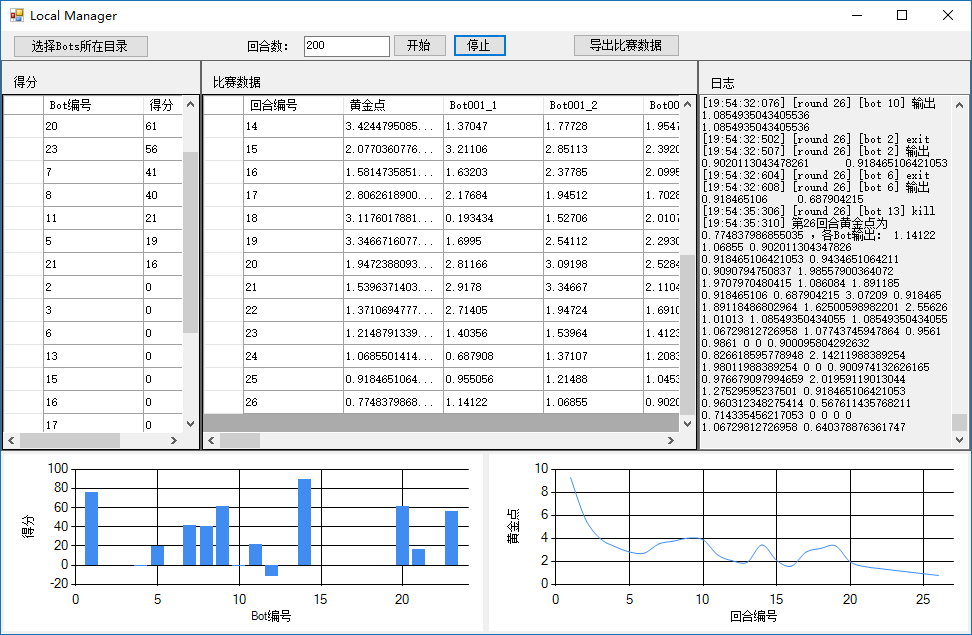 Local Manager
选择Bots所在目录 回合数: 200 开始 停止 导出比赛数据
得分
Bot编号 得分
20 61
23 56
7 41
8 40
11 21
5 19
21 16
2 0
3 0
6 0
13 0
15 0
16 0
17 0
比赛数据
回合编号 黄金点 Bot001_1 Bot001_2 Bot00
14 3.4244795085... 1.37047 1.77728 1.9547
15 2.0770360776... 3.21106 2.85113 2.3920
16 1.5814735851... 1.63203 2.37785 2.0995
17 2.8062618900... 2.17684 1.94512 1.7028
18 3.1176017881... 0.193434 1.52706 2.0107
19 3.3466716077... 1.6995 2.54112 2.2930
20 1.9472388093... 2.81166 3.09198 2.5284
21 1.5396371403... 2.9178 3.34667 2.1104
22 1.3710694777... 2.71405 1.94724 1.6910
23 1.2148791339... 1.40356 1.53964 1.4123
24 1.0685501414... 0.687908 1.37107 1.2083
25 0.9184651064... 0.955056 1.21488 1.0453
26 0.7748379868... 1.14122 1.06855 0.9020
日志
[19:54:32:076] [round 26] [bot 10] 输出
1.0854935043405536
1.0854935043405536
[19:54:32:502] [round 26] [bot 2] exit
[19:54:32:507] [round 26] [bot 2] 输出
0.9020113043478261 0.918465106421053
[19:54:32:604] [round 26] [bot 6] exit
[19:54:32:608] [round 26] [bot 6] 输出
0.918465106 0.687904215
[19:54:35:306] [round 26] [bot 13] kill
[19:54:35:310] 第26回合黄金点为
0.774837986855035 ，各Bot输出: 1.14122
1.06855 0.902011304347826
0.918465106421053 0.9434651064211
0.9090794750837 1.98557900364072
1.9707970480415 1.086084 1.891185
0.918465106 0.687904215 3.07209 0.918465
1.89118486802964 1.62500598982201 2.55626
1.01013 1.08549350434055 1.08549350434055
1.06729812726958 1.07743745947864 0.9561
0.9861 0 0 0.900095804292632
0.826618595778948 2.14211988389254
1.98011988389254 0 0 0.900974132626165
0.976679097994659 2.01959119013044
1.27529595237501 0.918465106421053
0.960312348275414 0.567611435768211
0.714335456217053 0 0 0 0
1.06729812726958 0.640378876361747
得分
100
80
60
40
20
0
-20
0 5 10 15 20
Bot编号
黄金点
10
8
6
4
2
0
0 5 10 15 20 25
回合编号